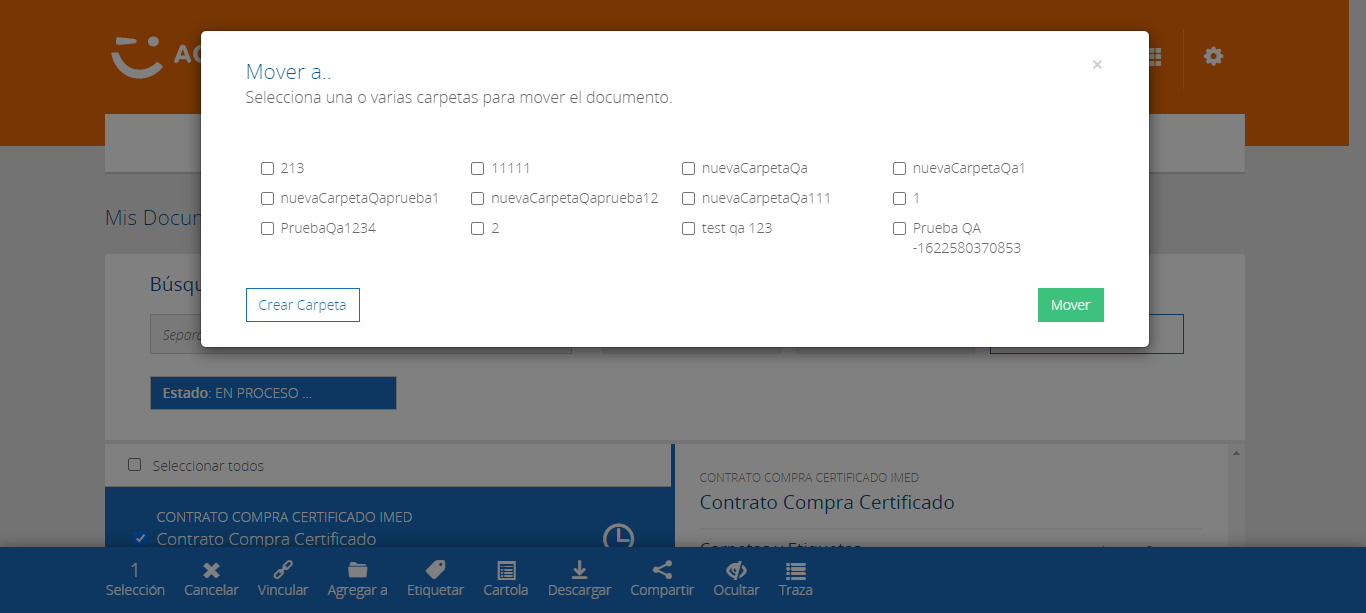 Mover a..
×
Selecciona una o varias carpetas para mover el documento.
213
11111
nuevaCarpetaQa
nuevaCarpetaQa1
nuevaCarpetaQaprueba1
nuevaCarpetaQaprueba12
nuevaCarpetaQa111
1
PruebaQa1234
2
test qa 123
Prueba QA
-1622580370853
Crear Carpeta
Mover
Mis Docum
Búsqu
Separa
Estado: EN PROCESO ...
Seleccionar todos
CONTRATO COMPRA CERTIFICADO IMED
Contrato Compra Certificado
CONTRATO COMPRA CERTIFICADO IMED
Contrato Compra Certificado
Carpetas y Etiquetas
1
Selección
Cancelar
Vincular
Agregar a
Etiquetar
Cartola
Descargar
Compartir
Ocultar
Traza